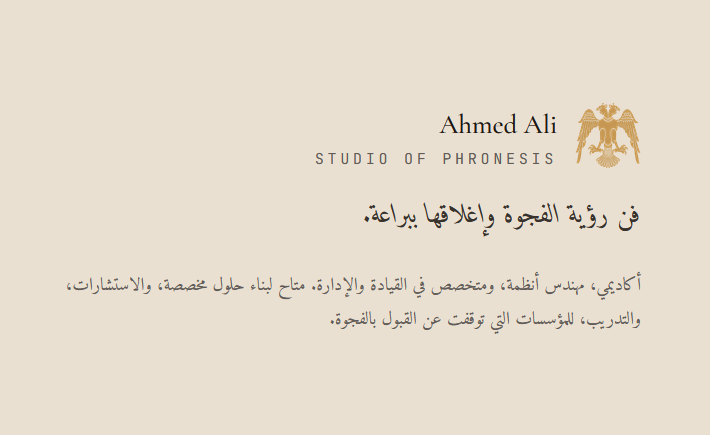 Ahmed Ali
STUDIO OF PHRONESIS
فن رؤية الفجوة وإغلاقها ببراعة.
أكاديمي، مهندس أنظمة، ومتخصص في القيادة والإدارة. متاح لبناء حلول مخصصة، والاستشارات،
والتدريب، للمؤسسات التي توقفت عن القبول بالفجوة.